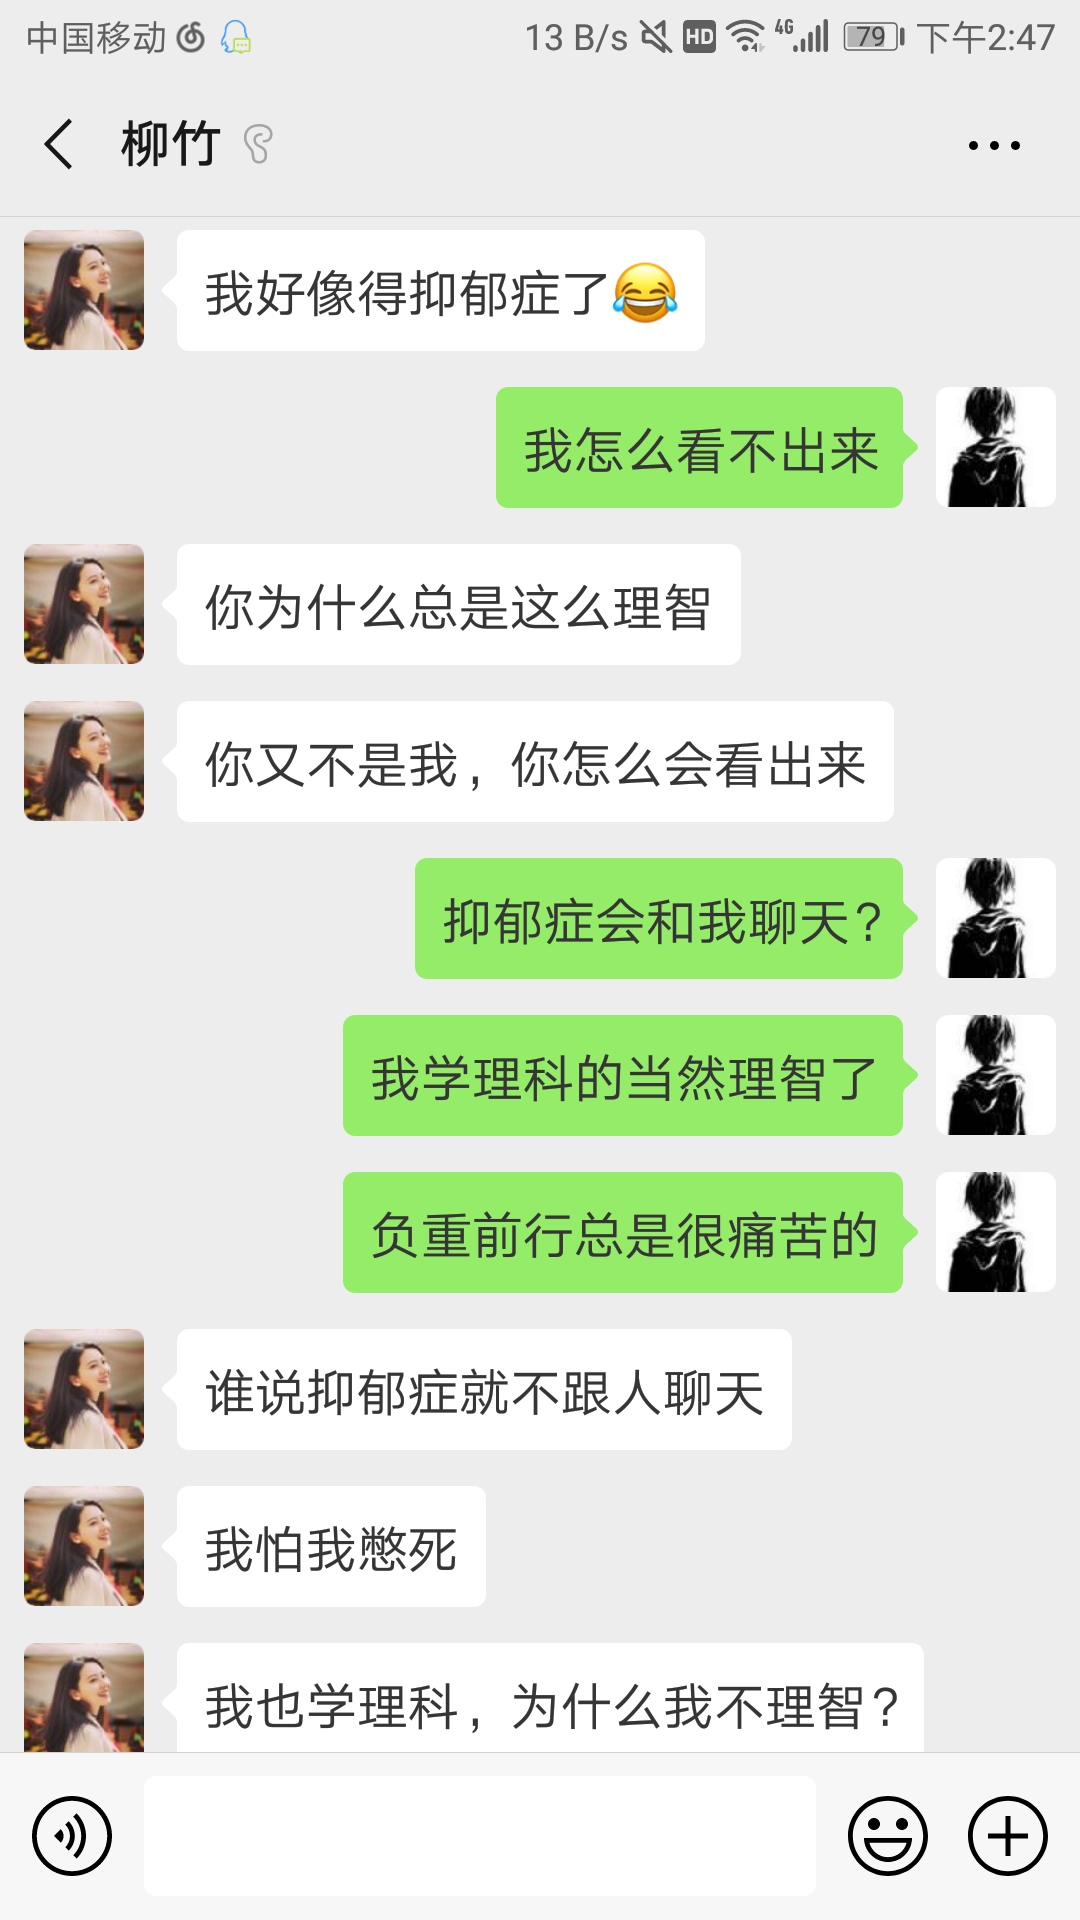 中国移动 13 B/s HD 4G 79 下午2:47
柳竹
我好像得抑郁症了😂
我怎么看不出来
你为什么总是这么理智
你又不是我，你怎么会看出来
抑郁症会和我聊天？
我学理科的当然理智了
负重前行总是很痛苦的
谁说抑郁症就不跟人聊天
我怕我憋死
我也学理科，为什么我不理智？